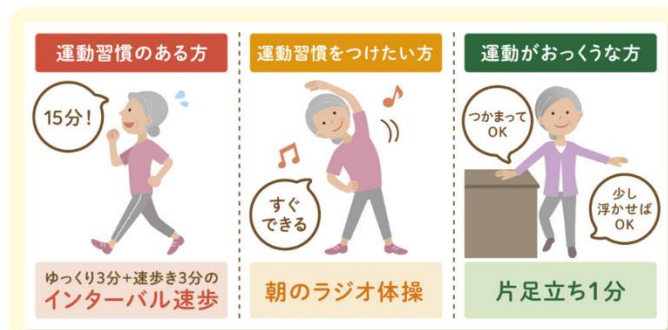 運動習慣のある方
15分！
ゆっくり3分+速歩き3分の
インターバル速歩
運動習慣をつけたい方
すぐ
できる
朝のラジオ体操
運動がおっくうな方
つかまって
OK
少し
浮かせば
OK
片足立ち1分